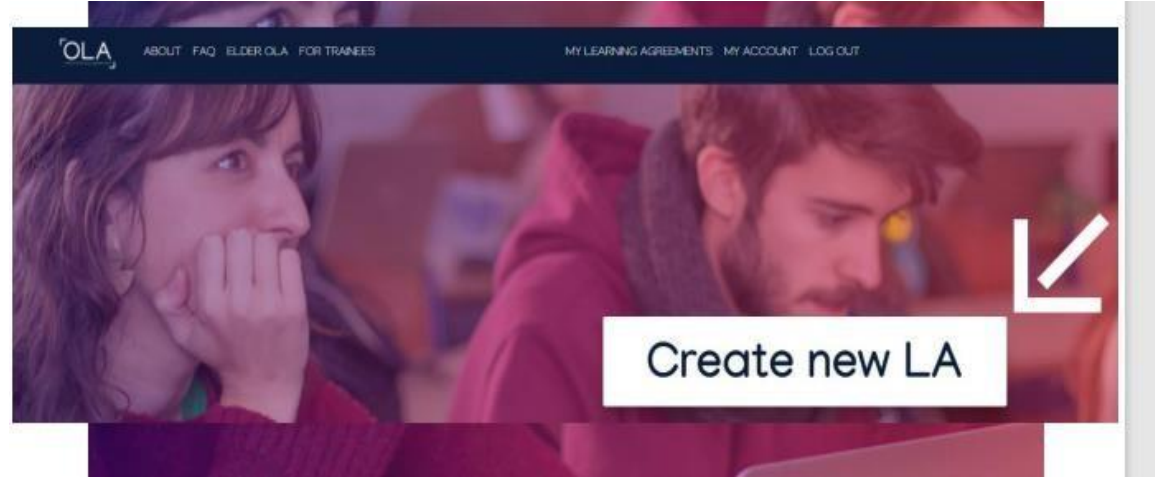 OLA
ABOUT FAQ ELDER OLA FOR TRAINEES
MY LEARNING AGREEMENTS MY ACCOUNT LOG OUT
Create new LA